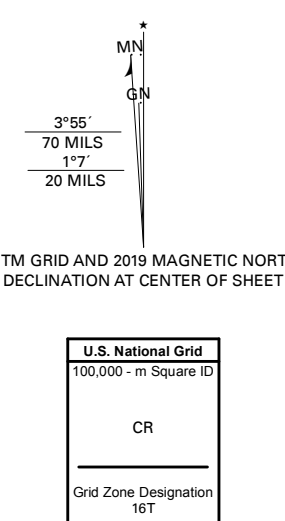 MN
GN
3°55´
70 MILS
1°7´
20 MILS
TM GRID AND 2019 MAGNETIC NORT
DECLINATION AT CENTER OF SHEET
U.S. National Grid
100,000 - m Square ID
CR
Grid Zone Designation
16T